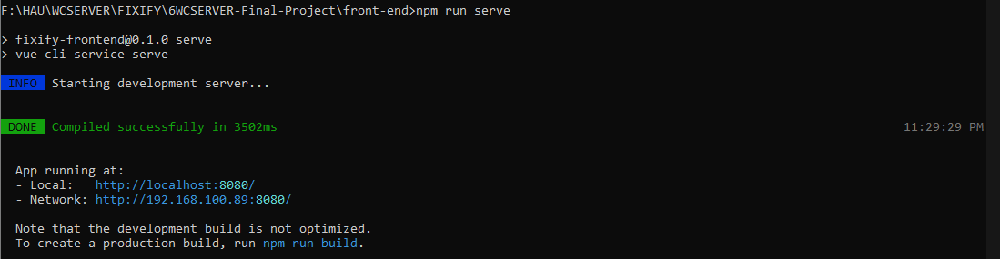 F:\HAU\WCSERVER\FIXIFY\6WCSERVER-Final-Project\front-end>npm run serve
> fixify-frontend@0.1.0 serve
> vue-cli-service serve
INFO Starting development server...
DONE Compiled successfully in 3502ms 11:29:29 PM
App running at:
- Local: http://localhost:8080/
- Network: http://192.168.100.89:8080/
Note that the development build is not optimized.
To create a production build, run npm run build.